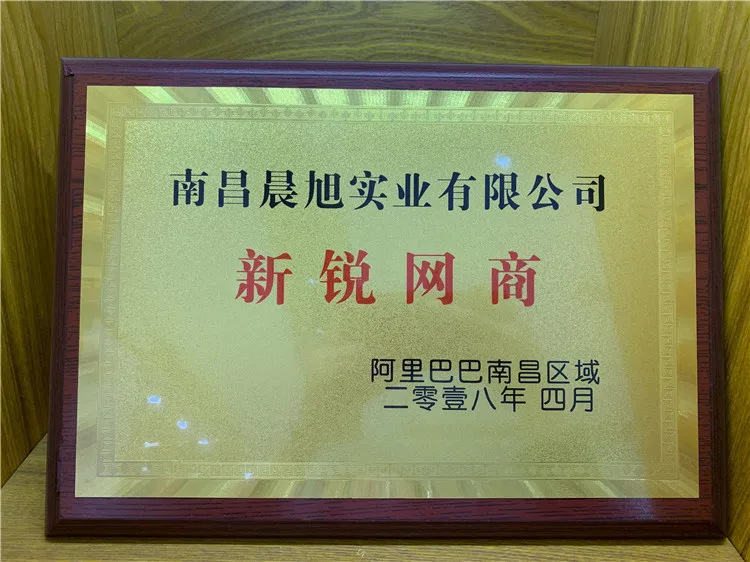 南昌晨旭实业有限公司
新锐网商
阿里巴巴南昌区域
二零壹八年 四月